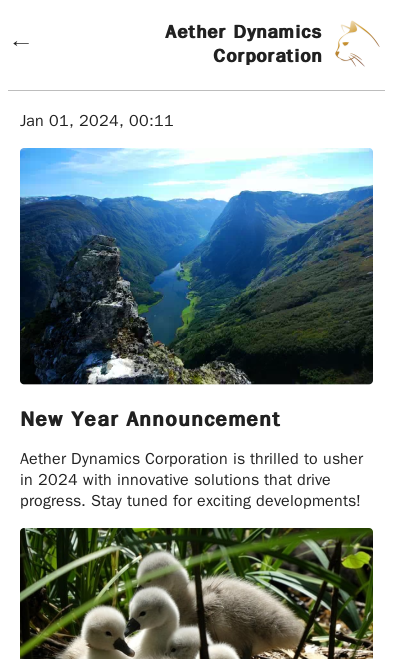 ←
Aether Dynamics
Corporation
Jan 01, 2024, 00:11
New Year Announcement
Aether Dynamics Corporation is thrilled to usher
in 2024 with innovative solutions that drive
progress. Stay tuned for exciting developments!